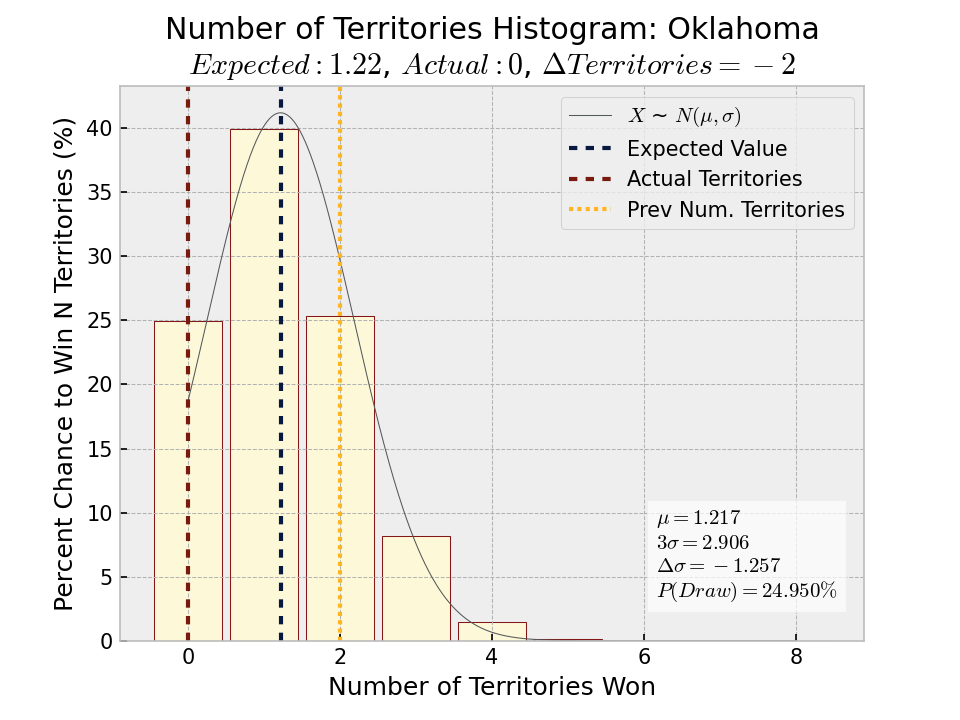 Number of Territories Histogram: Oklahoma
Expected : 1.22, Actual : 0, ΔTerritories = −2
Percent Chance to Win N Territories (%)
40
35
30
25
20
15
10
5
0
X ∼ N(μ, σ)
Expected Value
Actual Territories
Prev Num. Territories
μ = 1.217
3σ = 2.906
Δσ = −1.257
P(Draw) = 24.950%
0 2 4 6 8
Number of Territories Won